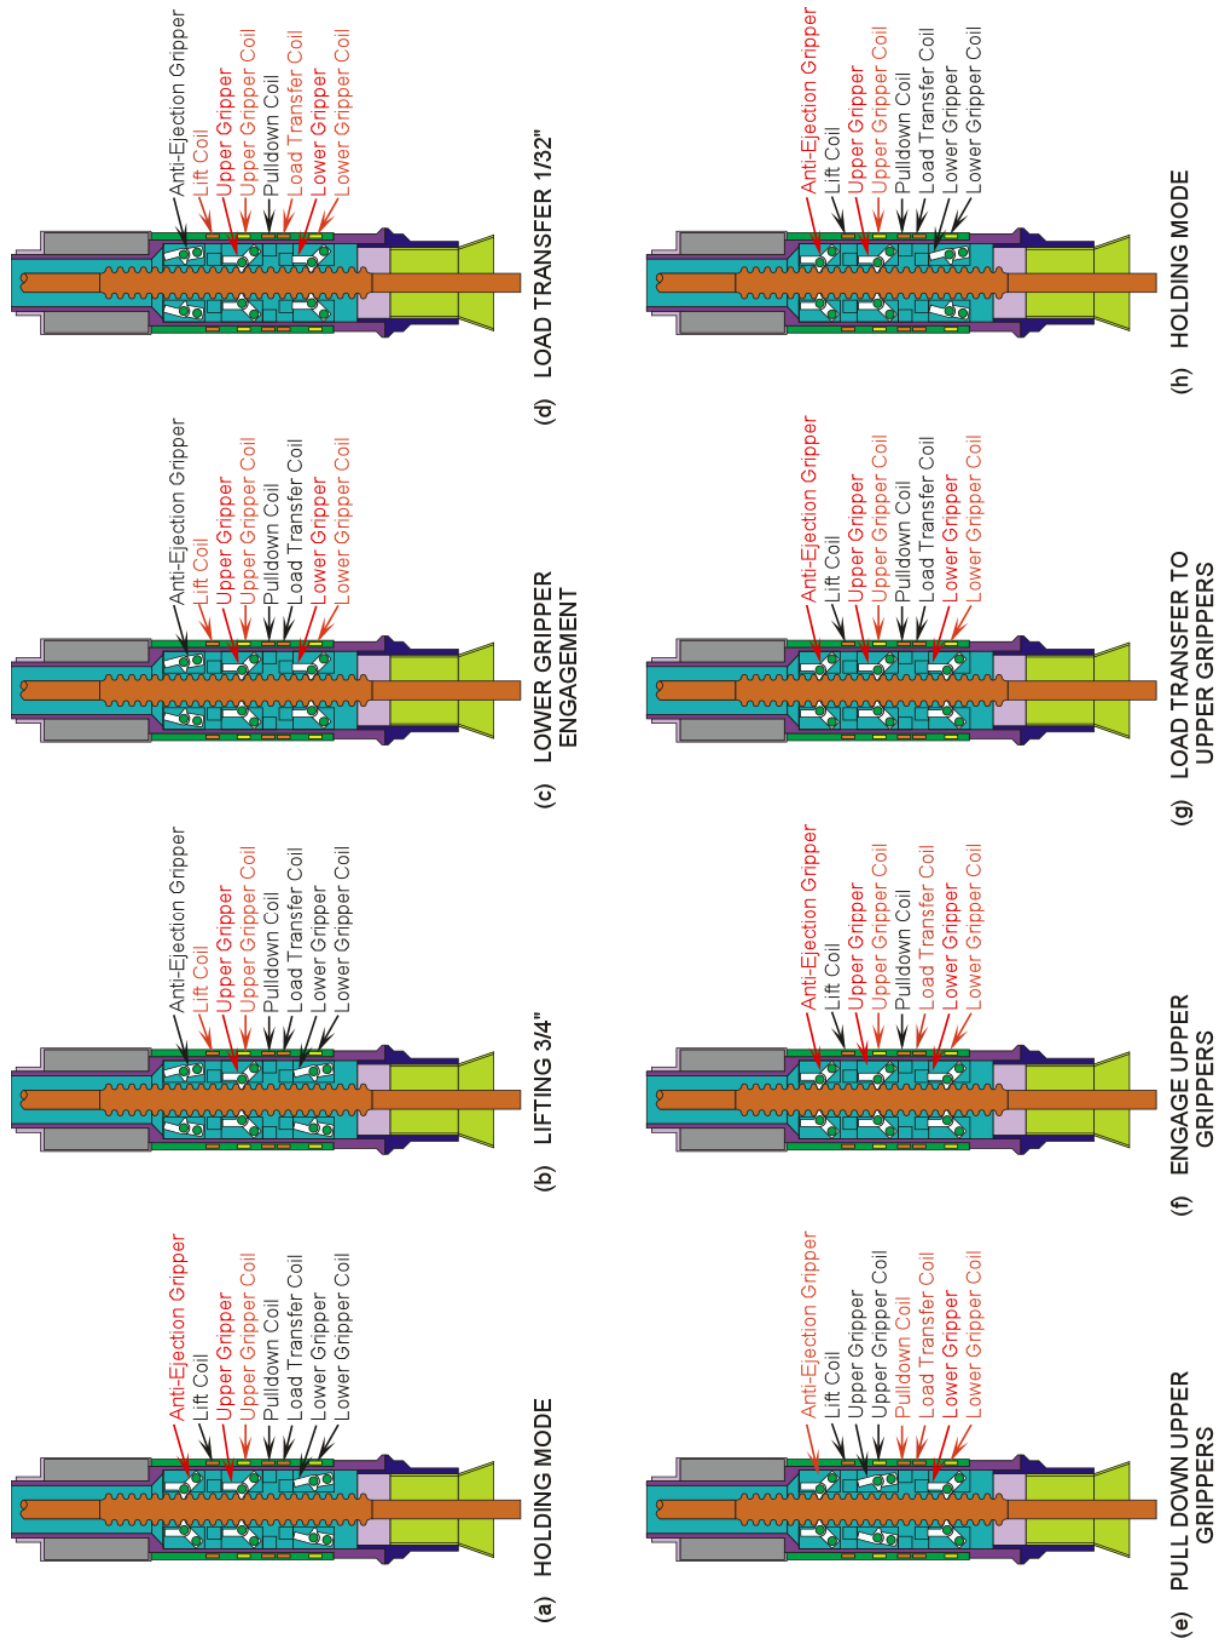 Anti-Ejection Gripper
Lift Coil
Upper Gripper
Upper Gripper Coil
Pulldown Coil
Load Transfer Coil
Lower Gripper
Lower Gripper Coil
(a) HOLDING MODE
Anti-Ejection Gripper
Lift Coil
Upper Gripper
Upper Gripper Coil
Pulldown Coil
Load Transfer Coil
Lower Gripper
Lower Gripper Coil
(b) LIFTING 3/4"
Anti-Ejection Gripper
Lift Coil
Upper Gripper
Upper Gripper Coil
Pulldown Coil
Load Transfer Coil
Lower Gripper
Lower Gripper Coil
(c) LOWER GRIPPER
ENGAGEMENT
Anti-Ejection Gripper
Lift Coil
Upper Gripper
Upper Gripper Coil
Pulldown Coil
Load Transfer Coil
Lower Gripper
Lower Gripper Coil
(d) LOAD TRANSFER 1/32"
Anti-Ejection Gripper
Lift Coil
Upper Gripper
Upper Gripper Coil
Pulldown Coil
Load Transfer Coil
Lower Gripper
Lower Gripper Coil
(e) PULL DOWN UPPER
GRIPPERS
Anti-Ejection Gripper
Lift Coil
Upper Gripper
Upper Gripper Coil
Pulldown Coil
Load Transfer Coil
Lower Gripper
Lower Gripper Coil
(f) ENGAGE UPPER
GRIPPERS
Anti-Ejection Gripper
Lift Coil
Upper Gripper
Upper Gripper Coil
Pulldown Coil
Load Transfer Coil
Lower Gripper
Lower Gripper Coil
(g) LOAD TRANSFER TO
UPPER GRIPPERS
Anti-Ejection Gripper
Lift Coil
Upper Gripper
Upper Gripper Coil
Pulldown Coil
Load Transfer Coil
Lower Gripper
Lower Gripper Coil
(h) HOLDING MODE